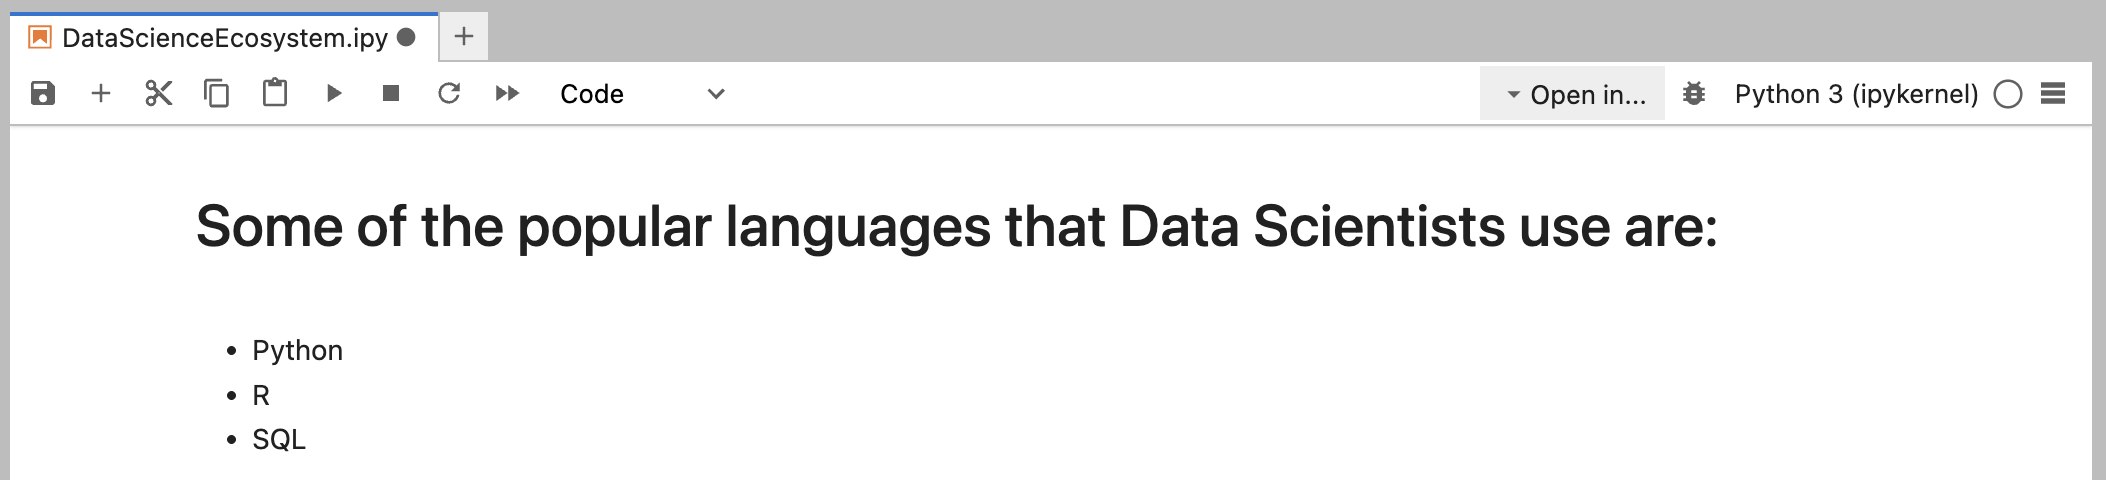 DataScienceEcosystem.ipy
Code
Open in...
Python 3 (ipykernel)
Some of the popular languages that Data Scientists use are:
• Python
• R
• SQL